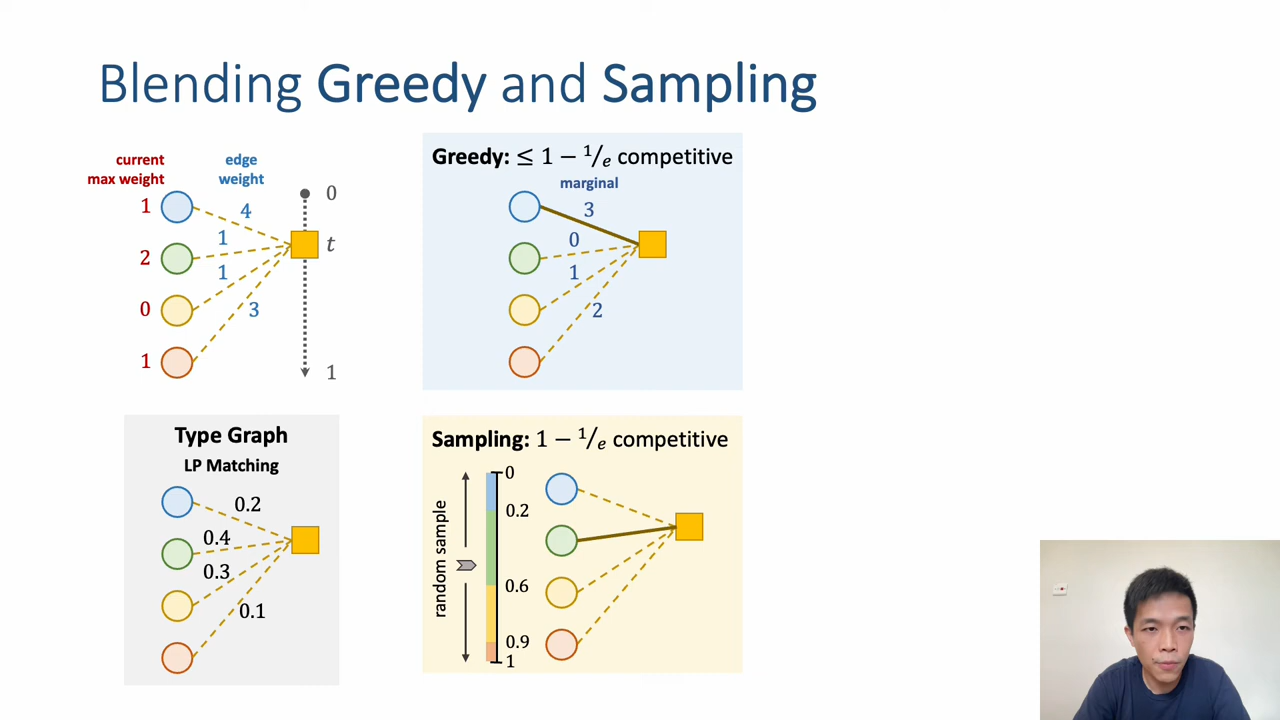 Blending Greedy and Sampling
current
max weight
edge
weight
1
2
0
1
4
1
1
3
0
t
1
Greedy: ≤ 1 − 1/e competitive
marginal
3
0
1
2
Type Graph
LP Matching
0.2
0.4
0.3
0.1
Sampling: 1 − 1/e competitive
random sample
0
0.2
0.6
0.9
1